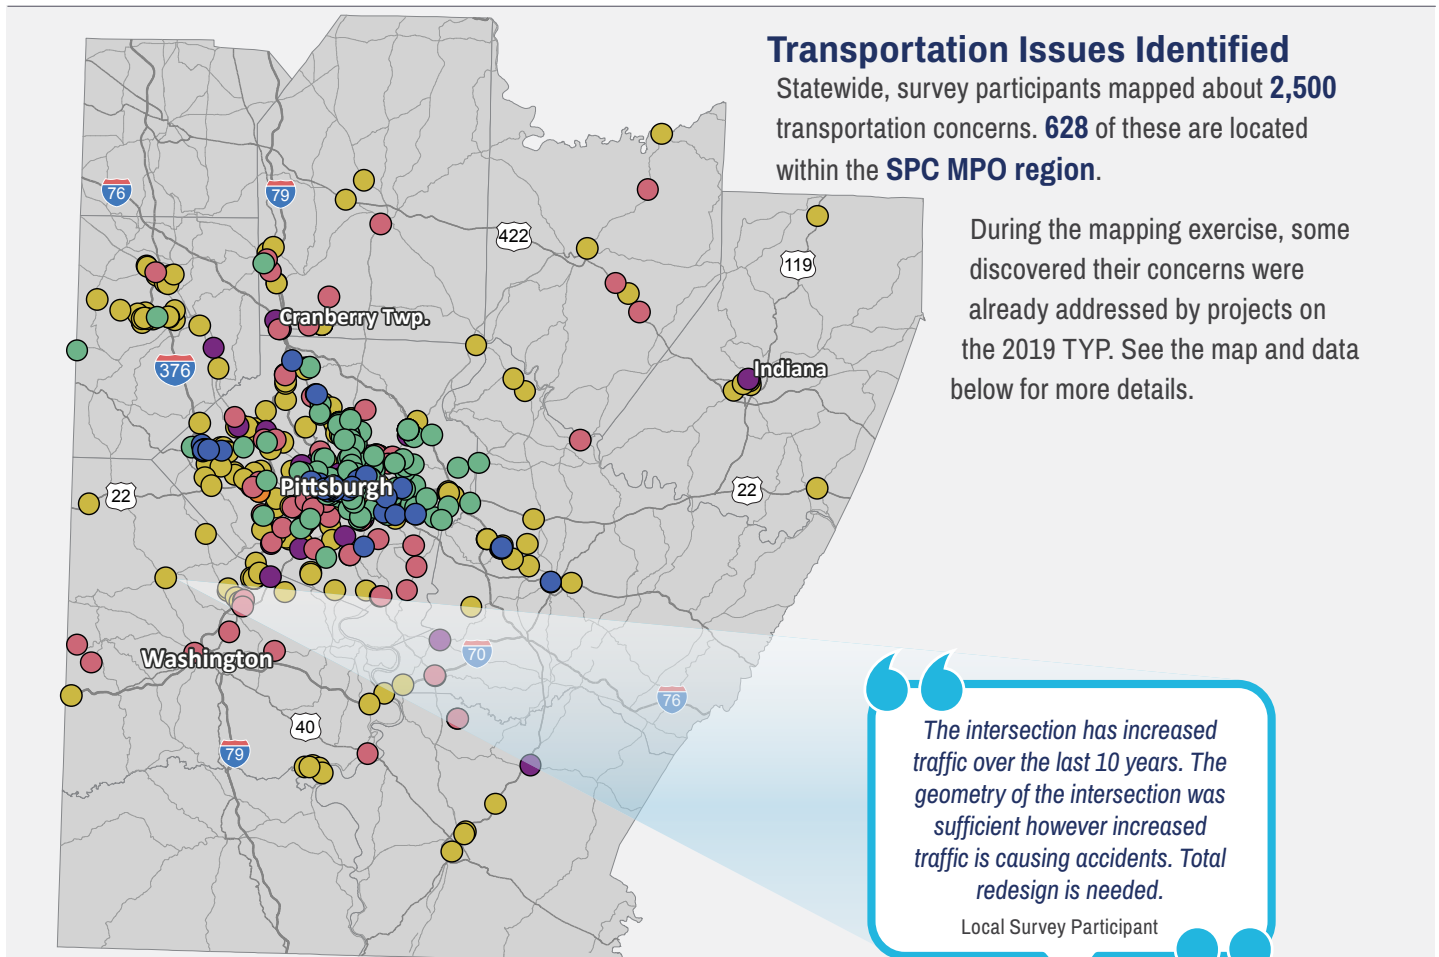 Transportation Issues Identified
Statewide, survey participants mapped about 2,500
transportation concerns. 628 of these are located
within the SPC MPO region.
During the mapping exercise, some
discovered their concerns were
already addressed by projects on
the 2019 TYP. See the map and data
below for more details.
76
79
422
119
Cranberry Twp.
376
Indiana
22
Pittsburgh
22
70
Washington
76
40
79
The intersection has increased
traffic over the last 10 years. The
geometry of the intersection was
sufficient however increased
traffic is causing accidents. Total
redesign is needed.
Local Survey Participant